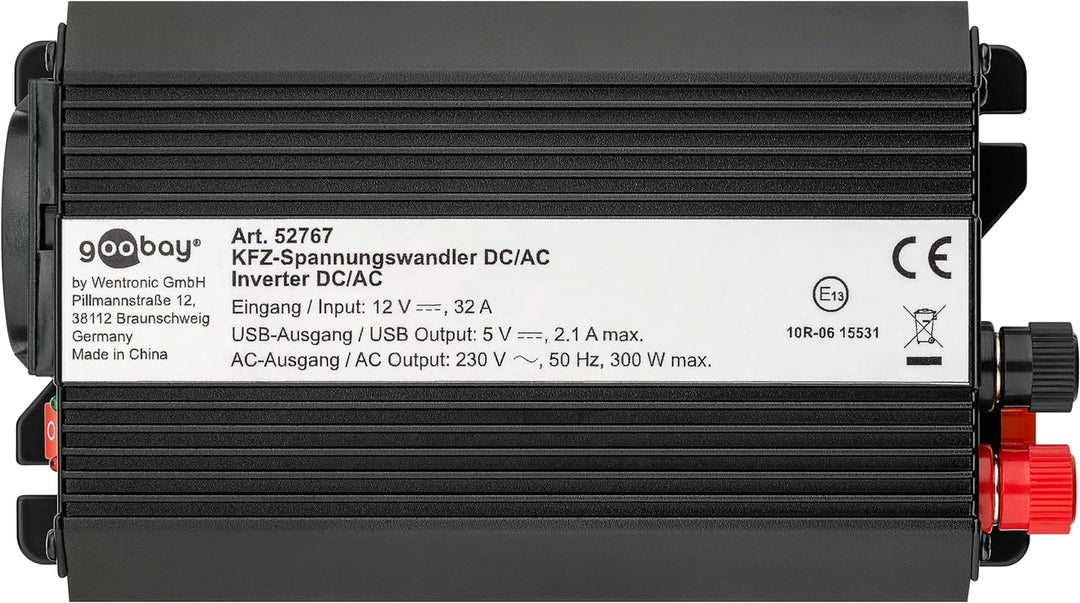 goobay®
by Wentronic GmbH
Pillmannstraße 12,
38112 Braunschweig
Germany
Made in China
Art. 52767
KFZ-Spannungswandler DC/AC
Inverter DC/AC
Eingang / Input: 12 V ⎓, 32 A
USB-Ausgang / USB Output: 5 V ⎓, 2.1 A max.
AC-Ausgang / AC Output: 230 V ~, 50 Hz, 300 W max.
CE
E13
10R-06 15531
O